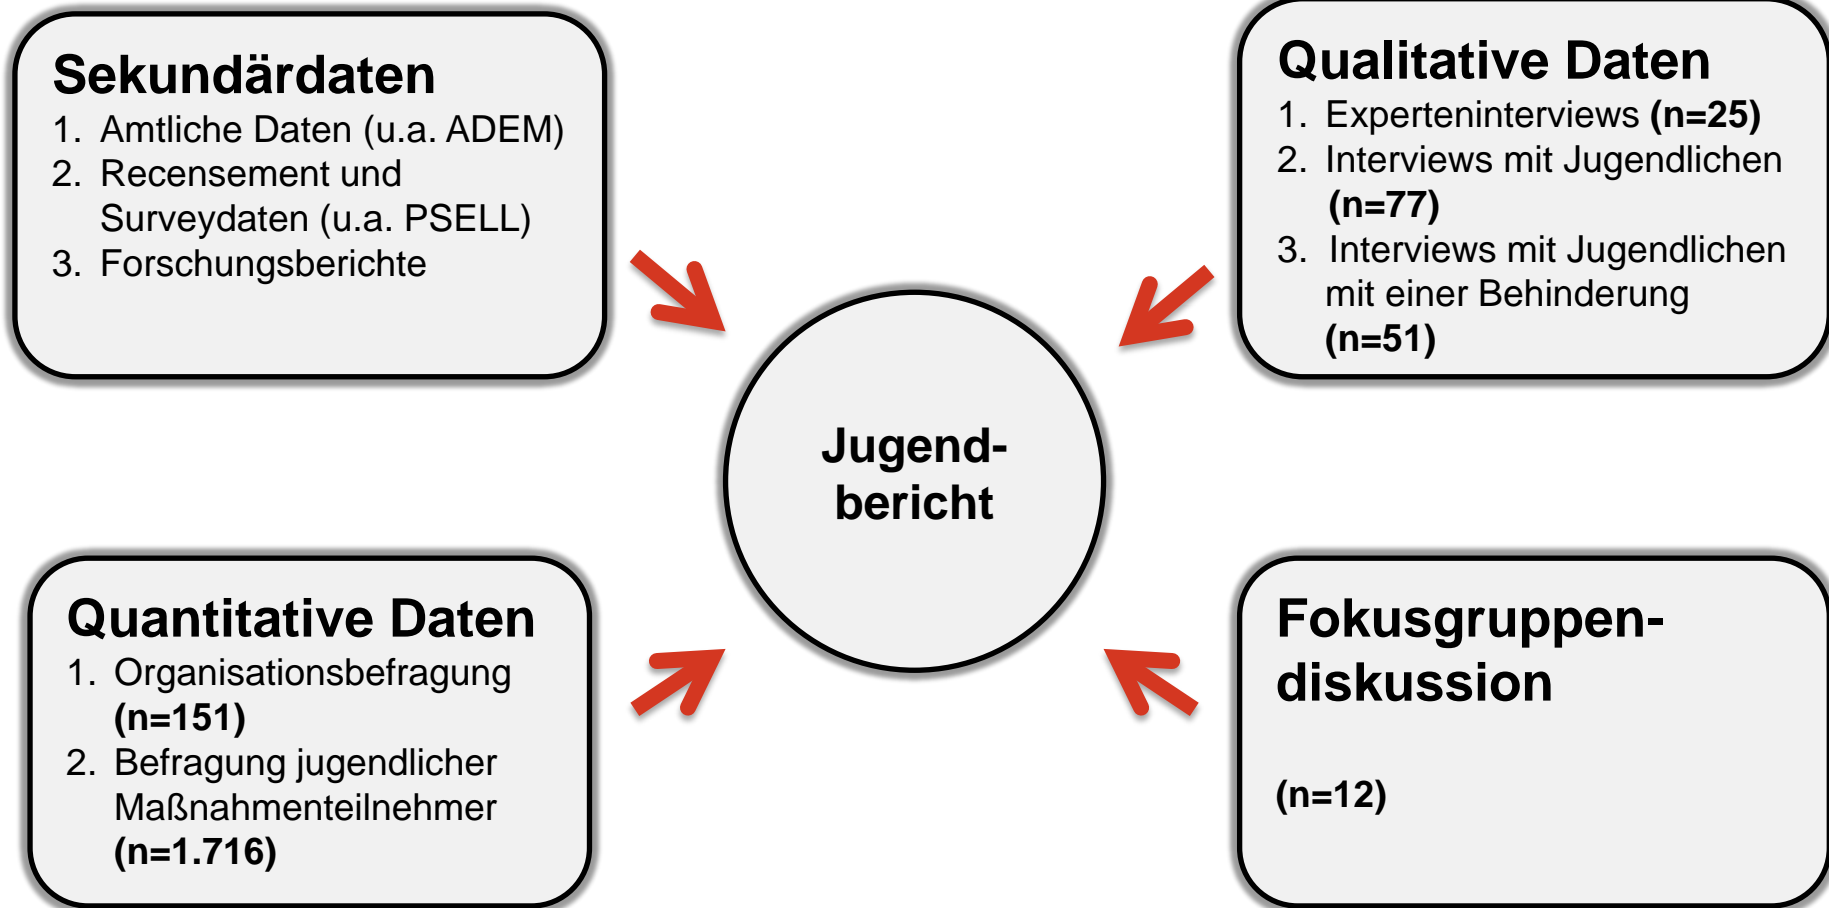 Sekundärdaten
1. Amtliche Daten (u.a. ADEM)
2. Recensement und
Surveydaten (u.a. PSELL)
3. Forschungsberichte
Qualitative Daten
1. Experteninterviews (n=25)
2. Interviews mit Jugendlichen
(n=77)
3. Interviews mit Jugendlichen
mit einer Behinderung
(n=51)
Jugend-
bericht
Quantitative Daten
1. Organisationsbefragung
(n=151)
2. Befragung jugendlicher
Maßnahmenteilnehmer
(n=1.716)
Fokusgruppen-
diskussion
(n=12)